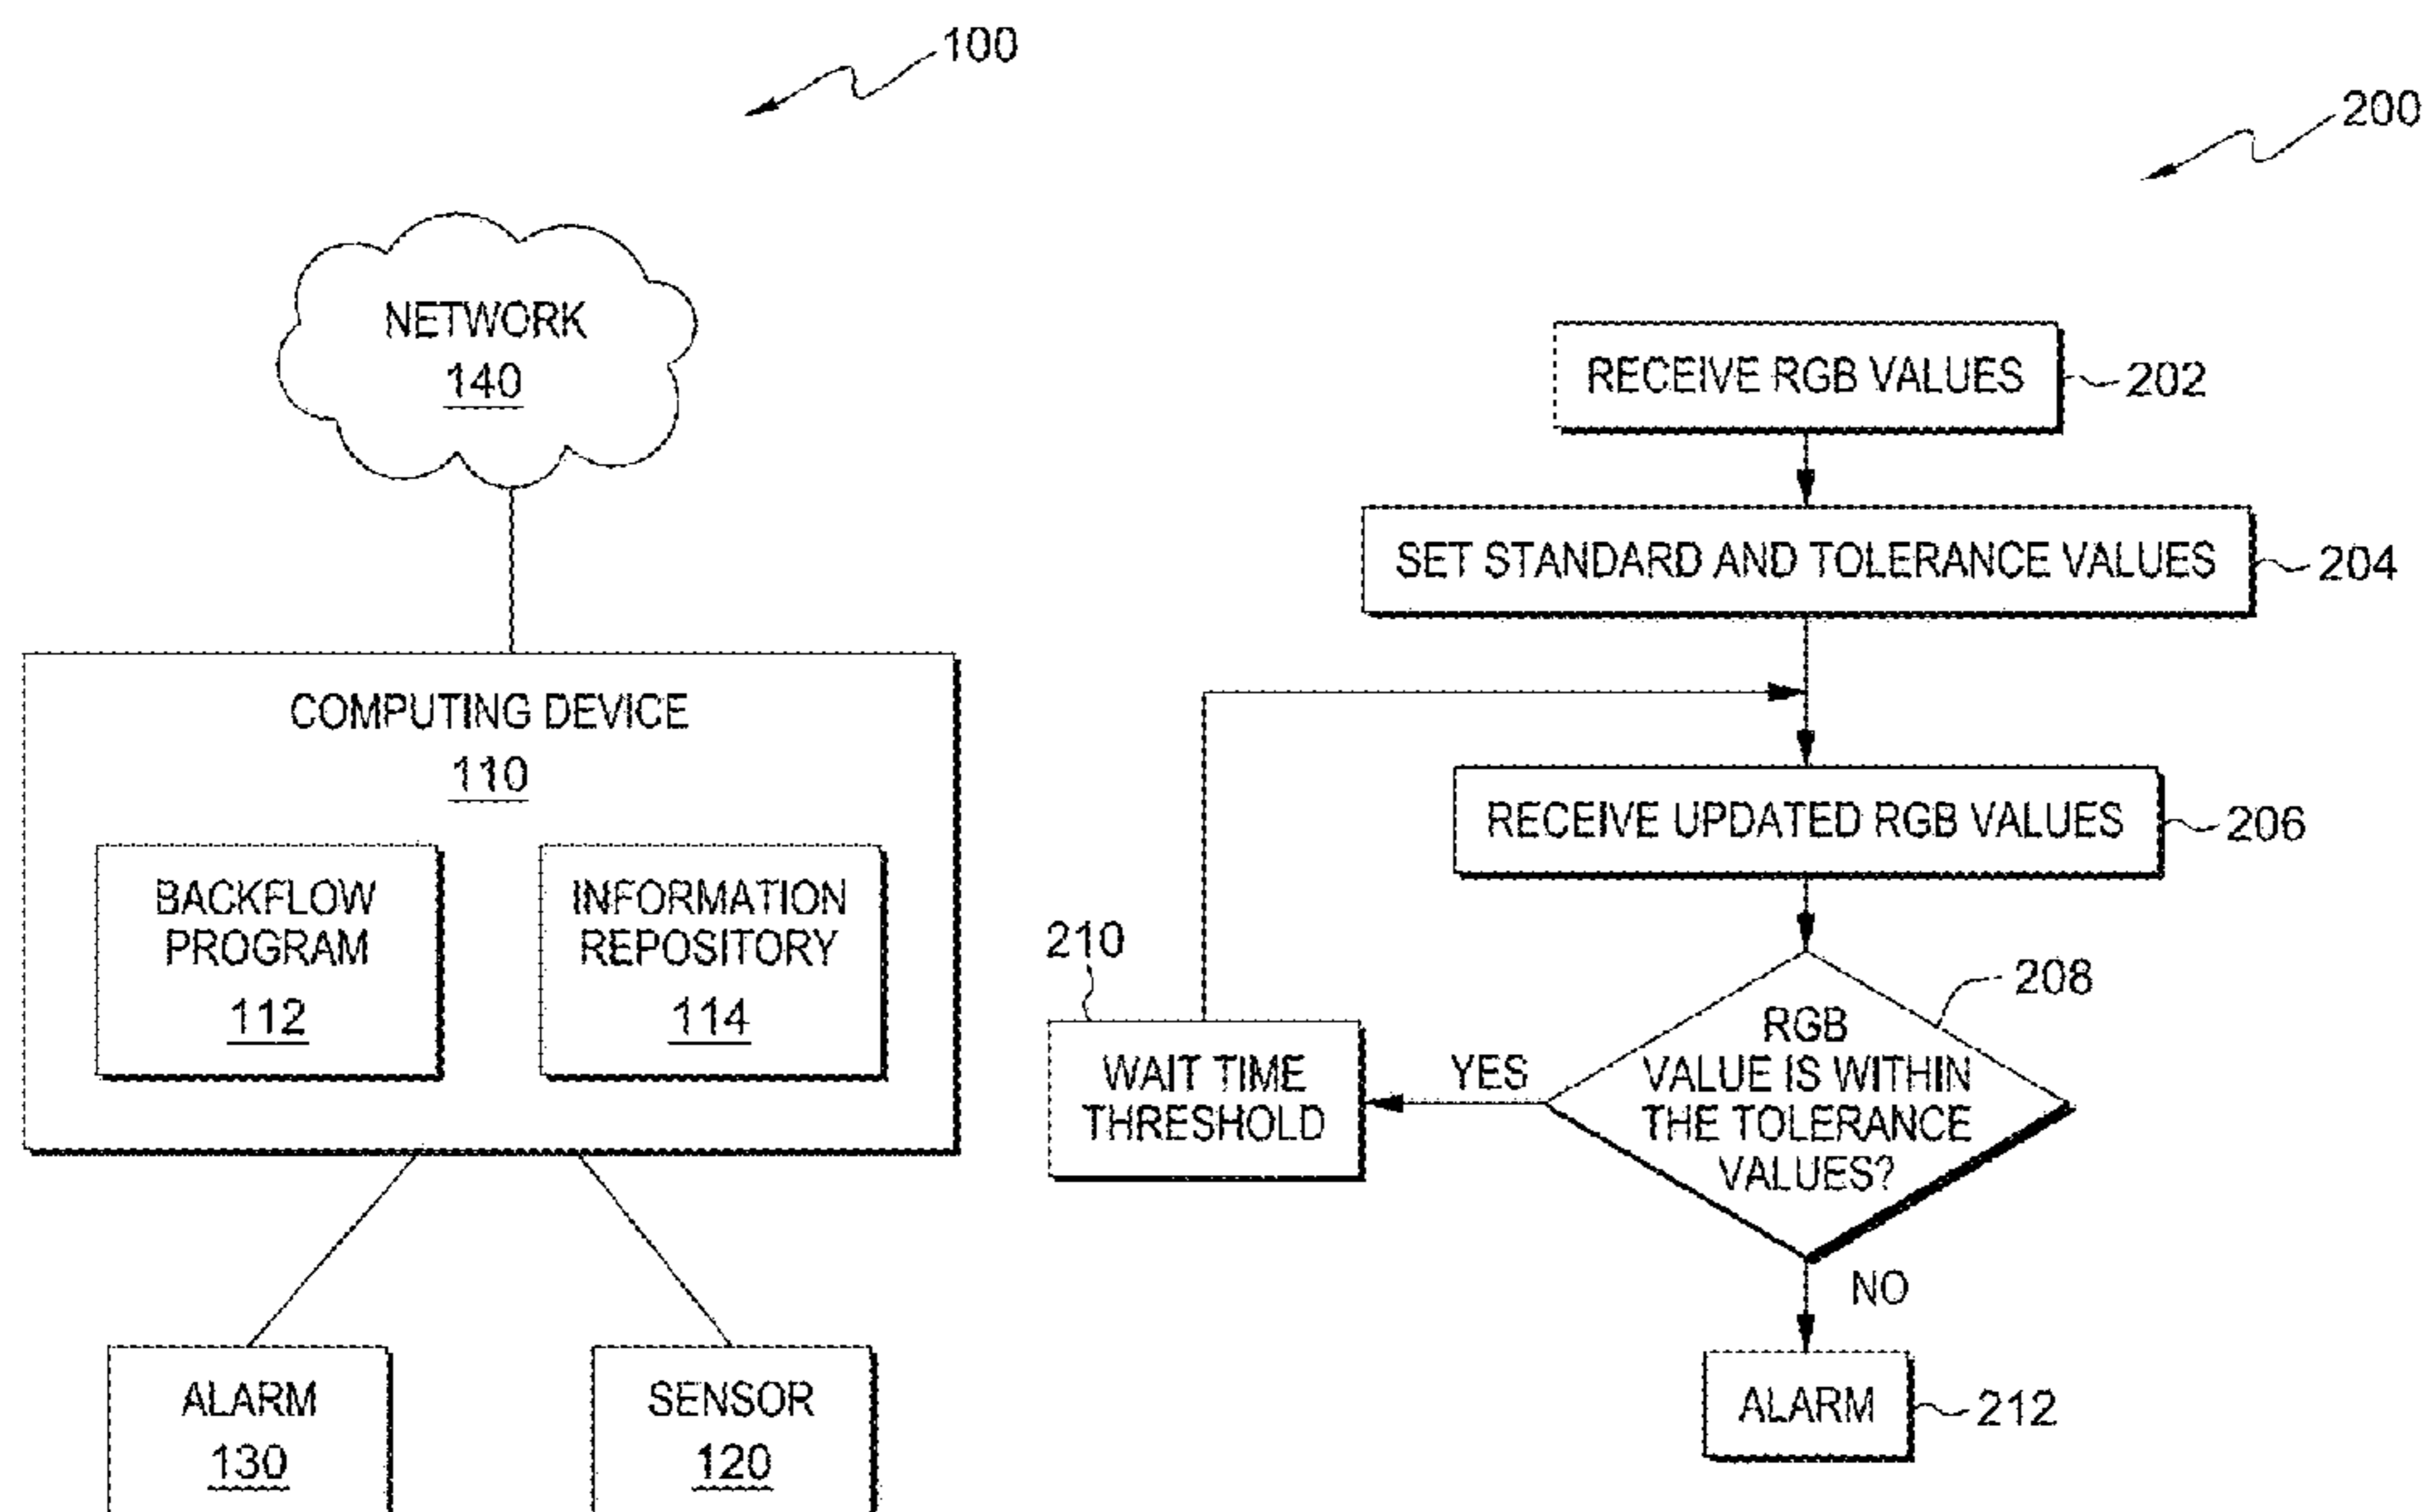 100
NETWORK
140
COMPUTING DEVICE
110
BACKFLOW
PROGRAM
112
INFORMATION
REPOSITORY
114
ALARM
130
SENSOR
120
200
RECEIVE RGB VALUES
202
SET STANDARD AND TOLERANCE VALUES
204
RECEIVE UPDATED RGB VALUES
206
208
RGB
VALUE IS WITHIN
THE TOLERANCE
VALUES?
YES
210
WAIT TIME
THRESHOLD
NO
ALARM
212